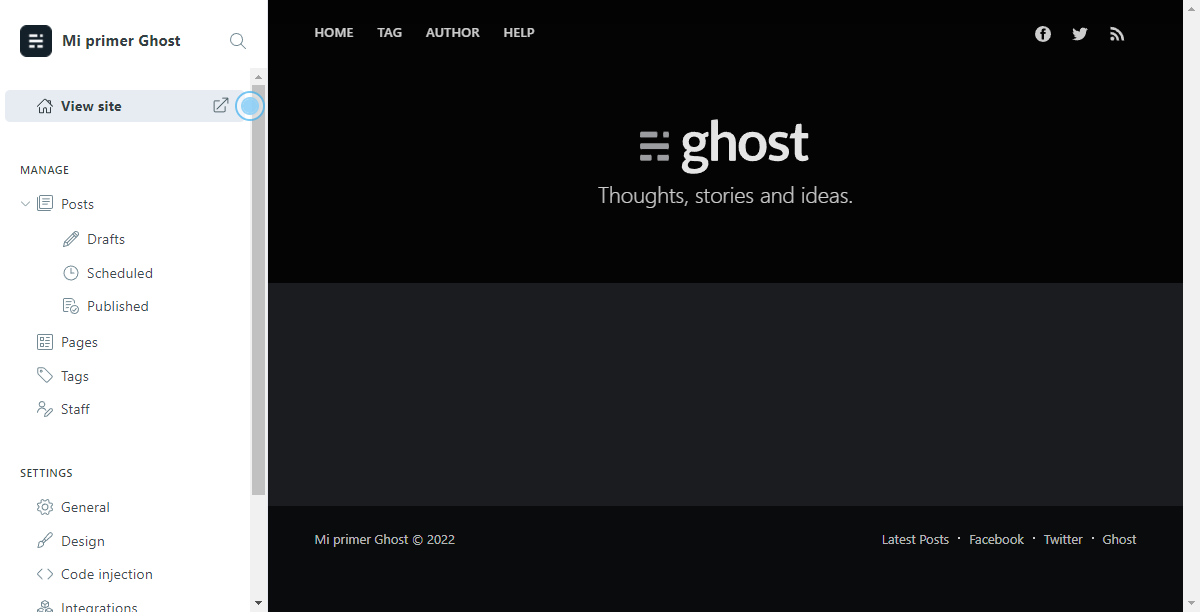 Mi primer Ghost
View site
MANAGE
Posts
Drafts
Scheduled
Published
Pages
Tags
Staff
SETTINGS
General
Design
Code injection
Integrations
HOME TAG AUTHOR HELP
ghost
Thoughts, stories and ideas.
Mi primer Ghost © 2022
Latest Posts · Facebook · Twitter · Ghost